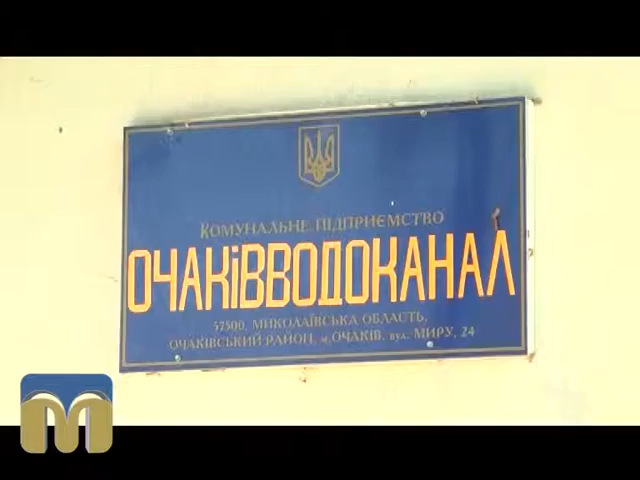 КОМУНАЛЬНЕ ПІДПРИЄМСТВО
ОЧАКІВВОДОКАНАЛ
57500, МИКОЛАЇВСЬКА ОБЛАСТЬ,
ОЧАКІВСЬКИЙ РАЙОН, м.ОЧАКІВ, вул. МИРУ, 24
М